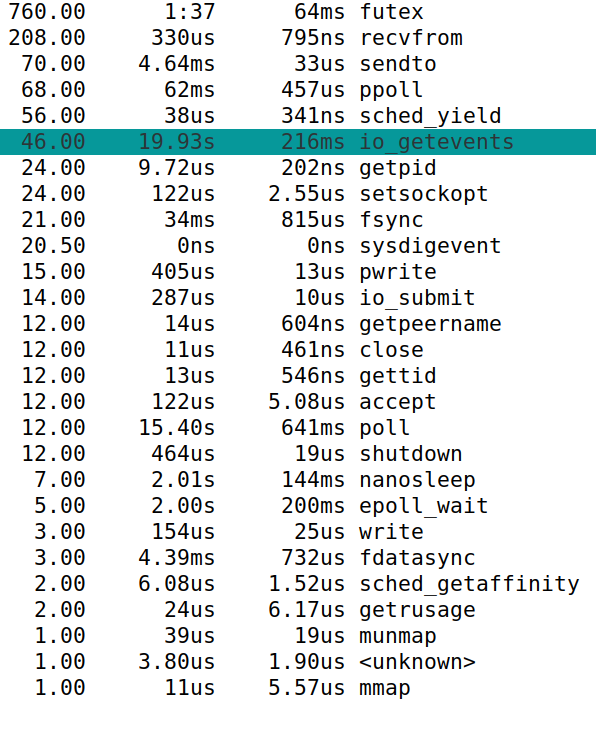 760.00 1:37 64ms futex
208.00 330us 795ns recvfrom
70.00 4.64ms 33us sendto
68.00 62ms 457us ppoll
56.00 38us 341ns sched_yield
46.00 19.93s 216ms io_getevents
24.00 9.72us 202ns getpid
24.00 122us 2.55us setsockopt
21.00 34ms 815us fsync
20.50 0ns 0ns sysdigevent
15.00 405us 13us pwrite
14.00 287us 10us io_submit
12.00 14us 604ns getpeername
12.00 11us 461ns close
12.00 13us 546ns gettid
12.00 122us 5.08us accept
12.00 15.40s 641ms poll
12.00 464us 19us shutdown
7.00 2.01s 144ms nanosleep
5.00 2.00s 200ms epoll_wait
3.00 154us 25us write
3.00 4.39ms 732us fdatasync
2.00 6.08us 1.52us sched_getaffinity
2.00 24us 6.17us getrusage
1.00 39us 19us munmap
1.00 3.80us 1.90us <unknown>
1.00 11us 5.57us mmap